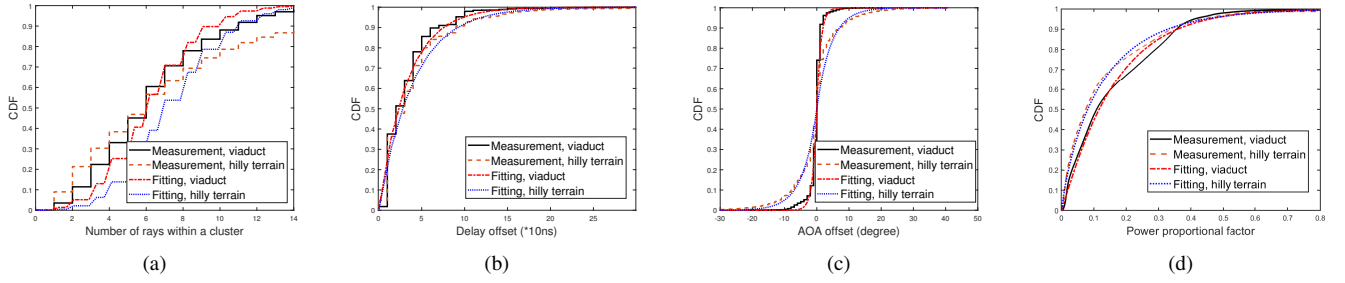 1
0.9
0.8
0.7
0.6
0.5
0.4
0.3
0.2
0.1
0
CDF
0 2 4 6 8 10 12 14
Number of rays within a cluster
Measurement, viaduct
Measurement, hilly terrain
Fitting, viaduct
Fitting, hilly terrain
(a)
1
0.9
0.8
0.7
0.6
0.5
0.4
0.3
0.2
0.1
0
CDF
0 5 10 15 20 25
Delay offset (*10ns)
Measurement, viaduct
Measurement, hilly terrain
Fitting, viaduct
Fitting, hilly terrain
(b)
1
0.9
0.8
0.7
0.6
0.5
0.4
0.3
0.2
0.1
0
CDF
-30 -20 -10 0 10 20 30 40 50
AOA offset (degree)
Measurement, viaduct
Measurement, hilly terrain
Fitting, viaduct
Fitting, hilly terrain
(c)
1
0.9
0.8
0.7
0.6
0.5
0.4
0.3
0.2
0.1
0
CDF
0 0.1 0.2 0.3 0.4 0.5 0.6 0.7 0.8
Power proportional factor
Measurement, viaduct
Measurement, hilly terrain
Fitting, viaduct
Fitting, hilly terrain
(d)